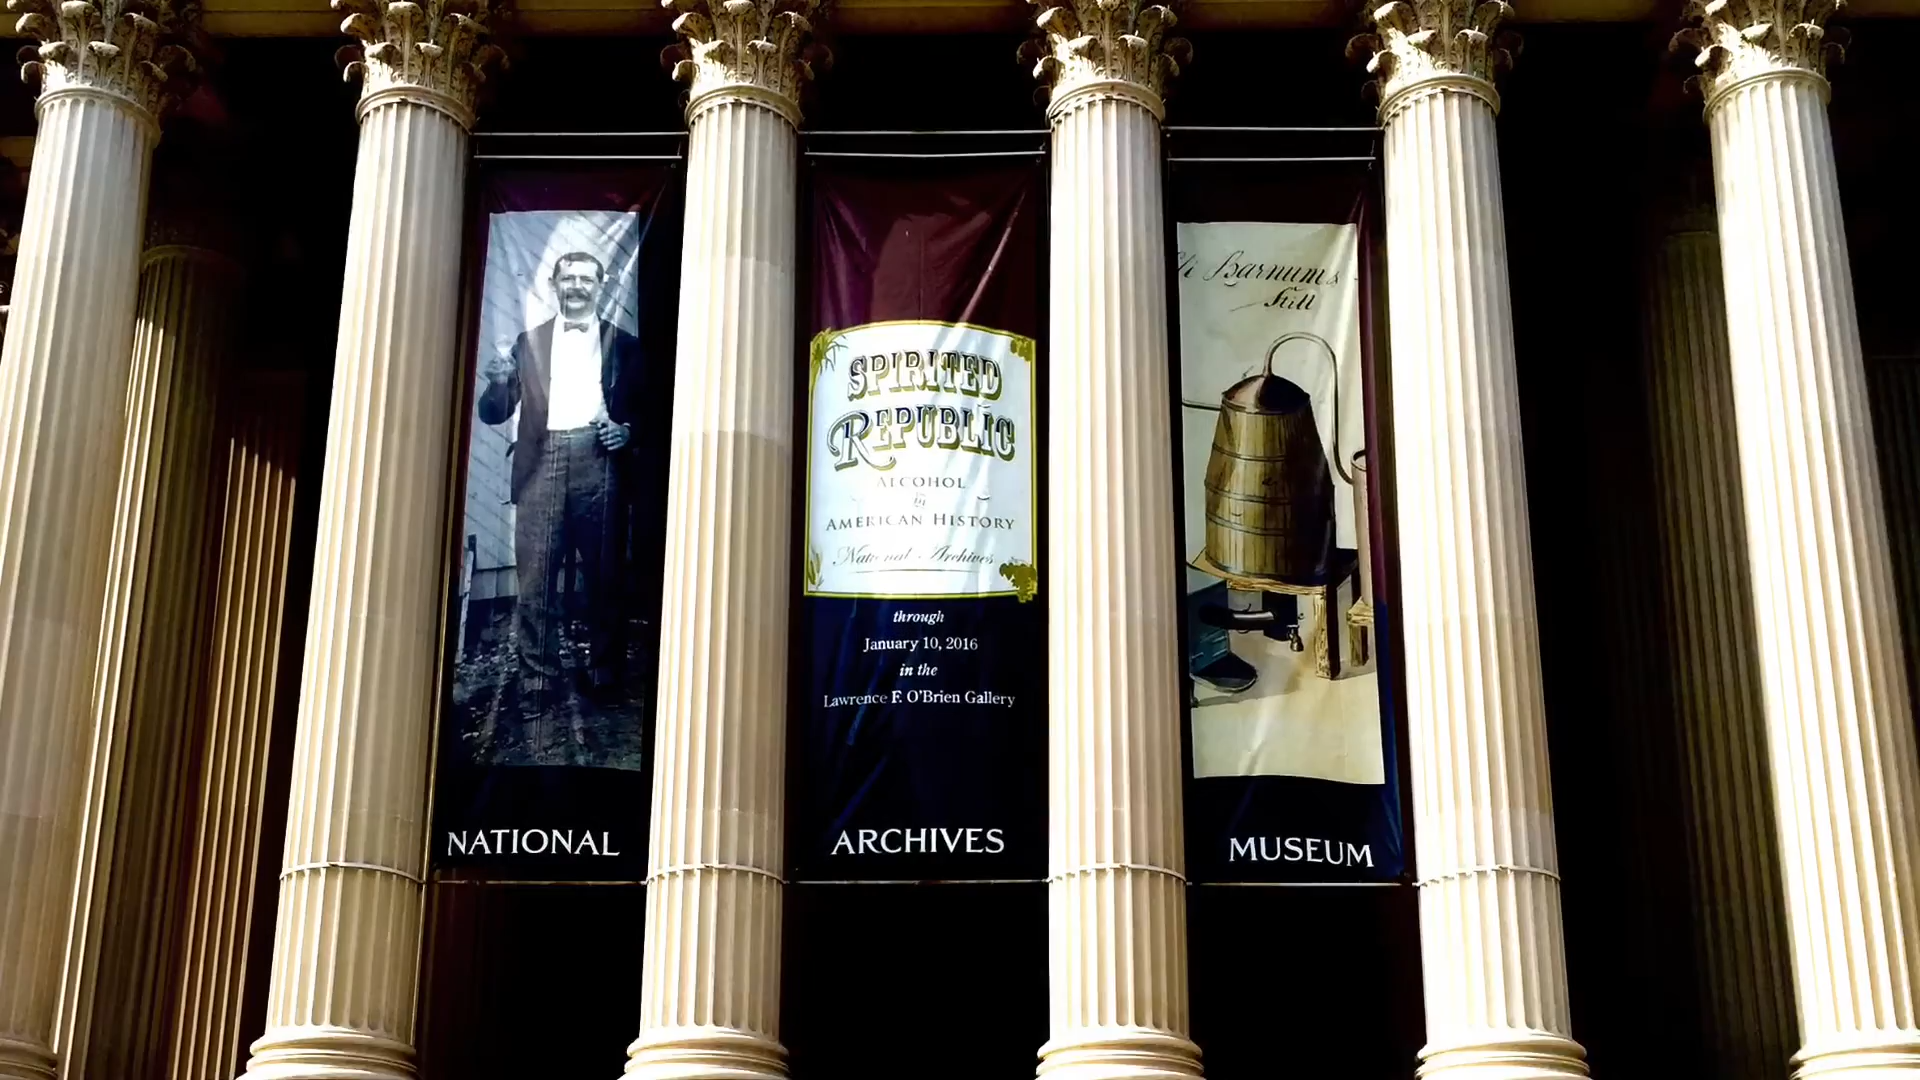 SPIRITED
REPUBLIC
ALCOHOL
in
AMERICAN HISTORY
National Archives
through
January 10, 2016
in the
Lawrence F. O'Brien Gallery
Barnum's
Still
NATIONAL
ARCHIVES
MUSEUM